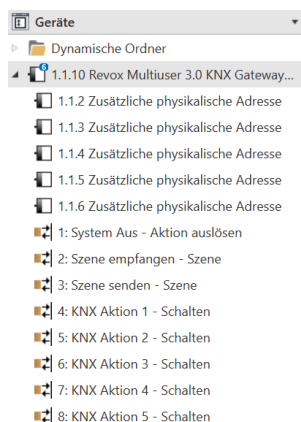 Geräte
Dynamische Ordner
6
1.1.10 Revox Multiuser 3.0 KNX Gateway...
1.1.2 Zusätzliche physikalische Adresse
1.1.3 Zusätzliche physikalische Adresse
1.1.4 Zusätzliche physikalische Adresse
1.1.5 Zusätzliche physikalische Adresse
1.1.6 Zusätzliche physikalische Adresse
1: System Aus - Aktion auslösen
2: Szene empfangen - Szene
3: Szene senden - Szene
4: KNX Aktion 1 - Schalten
5: KNX Aktion 2 - Schalten
6: KNX Aktion 3 - Schalten
7: KNX Aktion 4 - Schalten
8: KNX Aktion 5 - Schalten